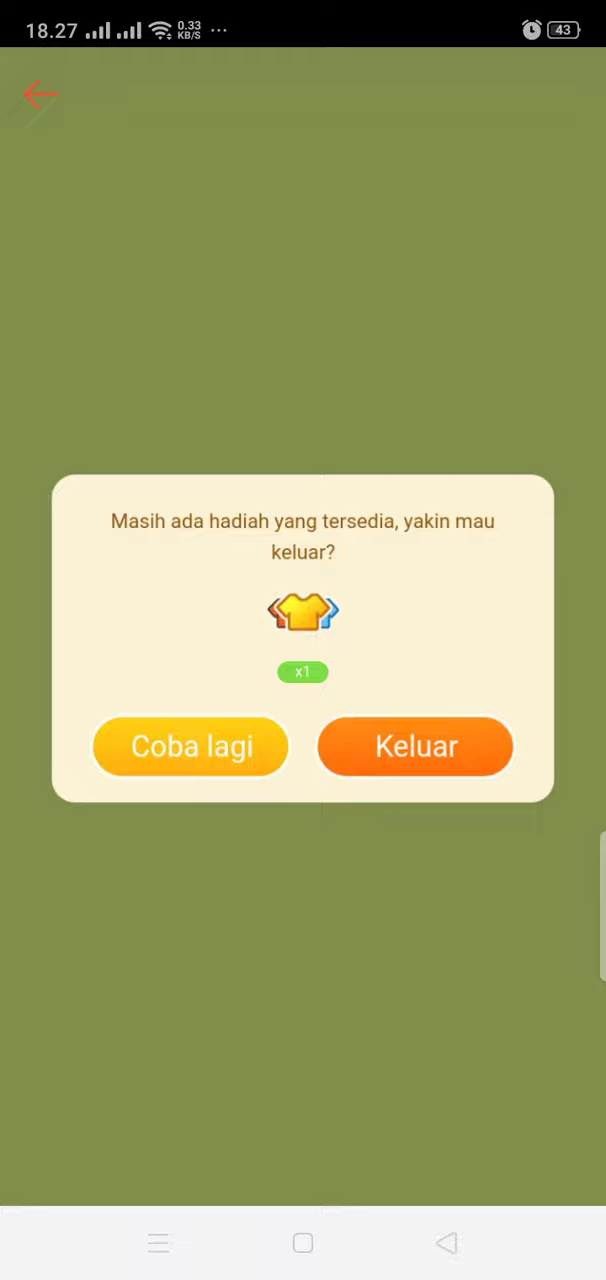 18.27
0.33
KB/S
43
Masih ada hadiah yang tersedia, yakin mau
keluar?
x1
Coba lagi
Keluar